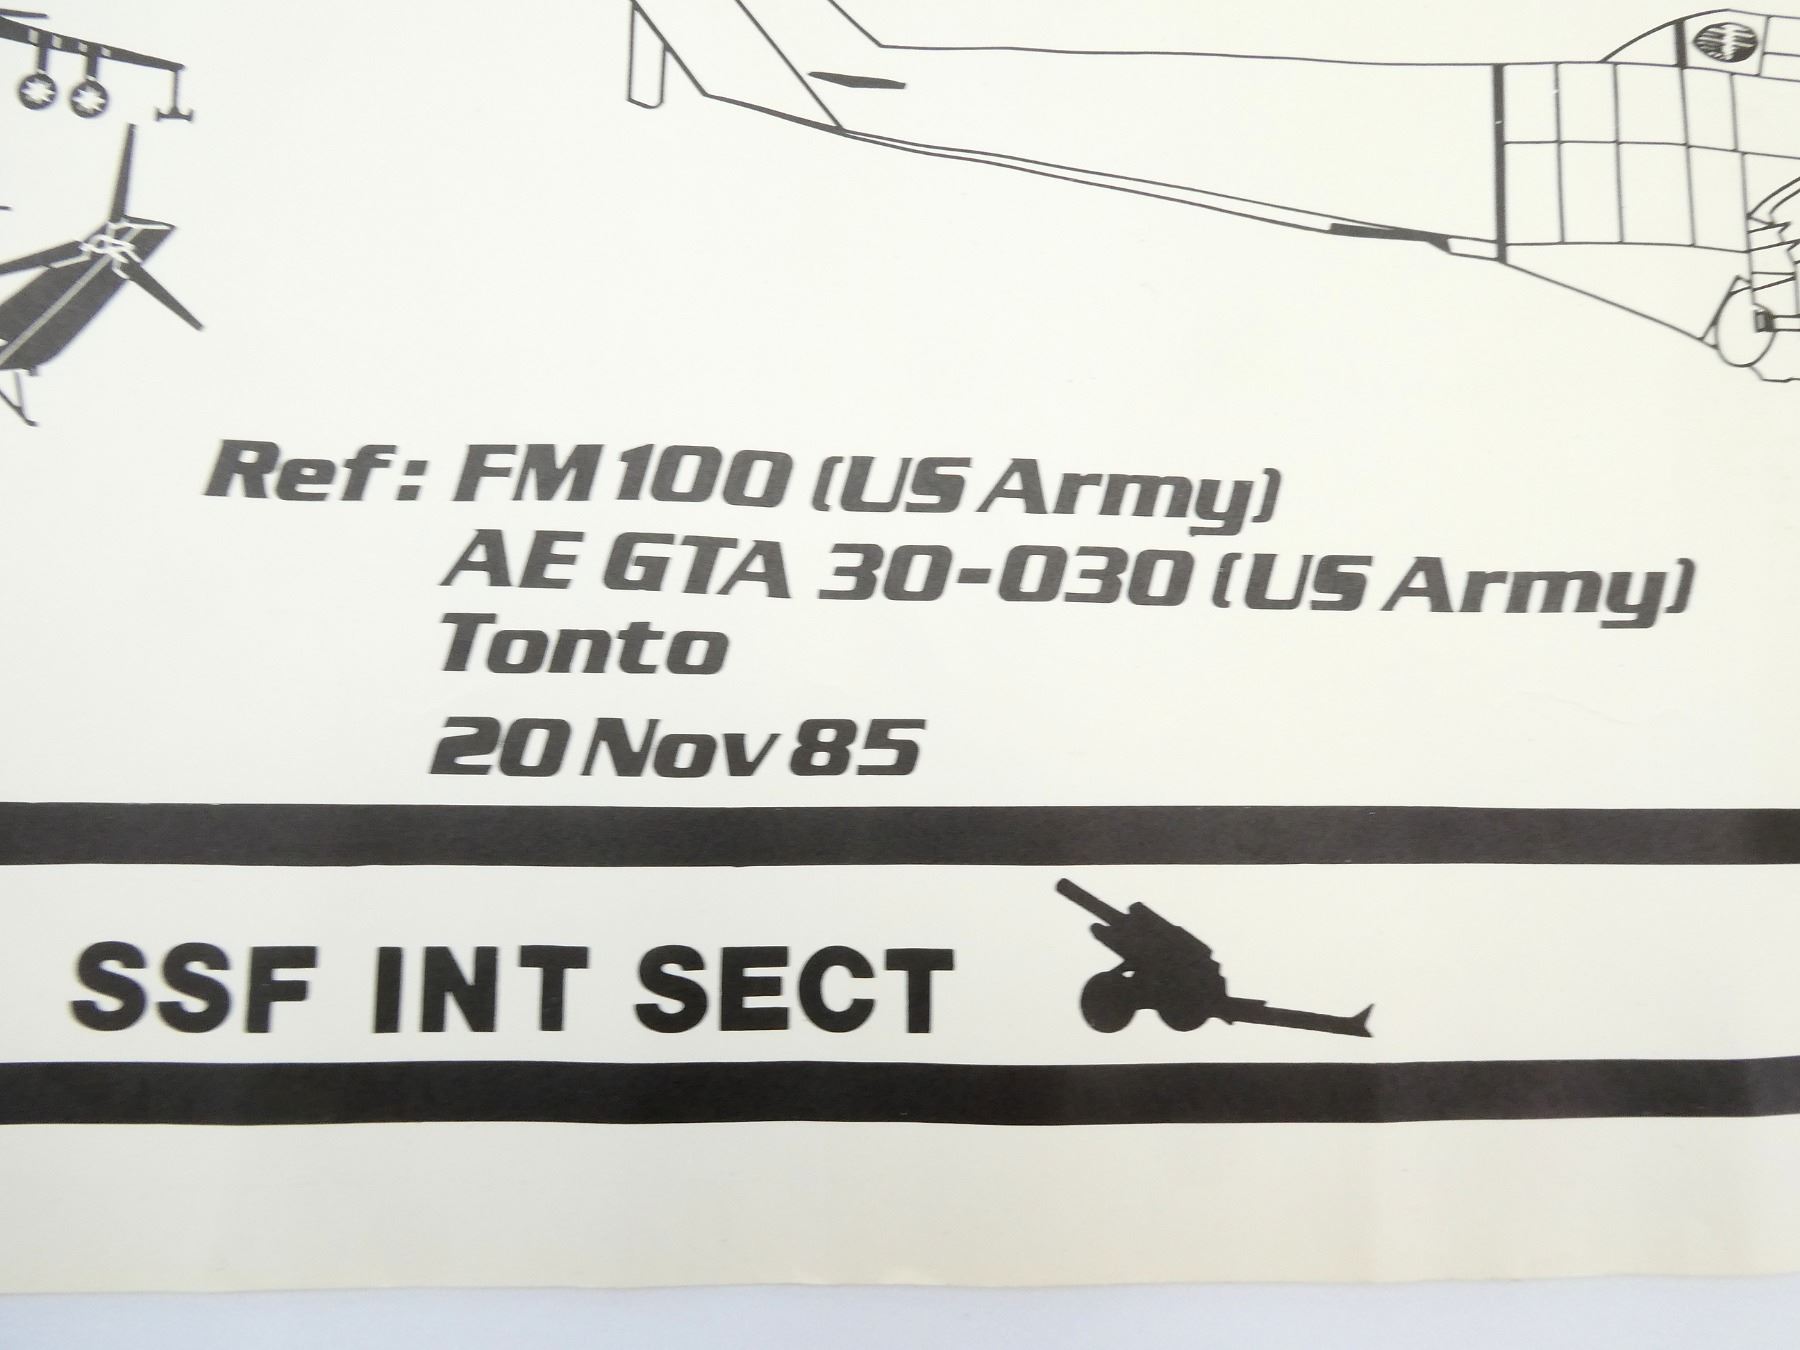 Ref: FM 100 (US Army)
AE GTA 30-030 (US Army)
Tonto
20 Nov 85
SSF INT SECT